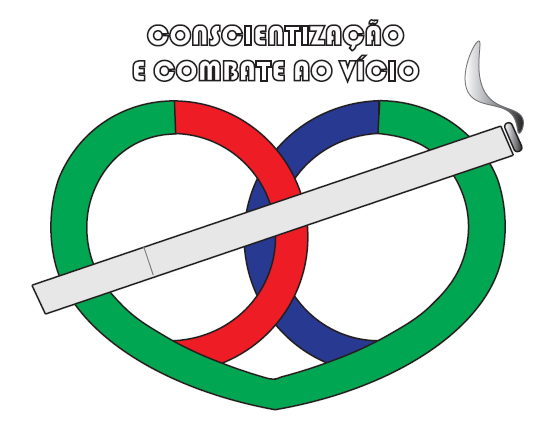 CONSCIENTIZAÇÃO
E COMBATE AO VÍCIO